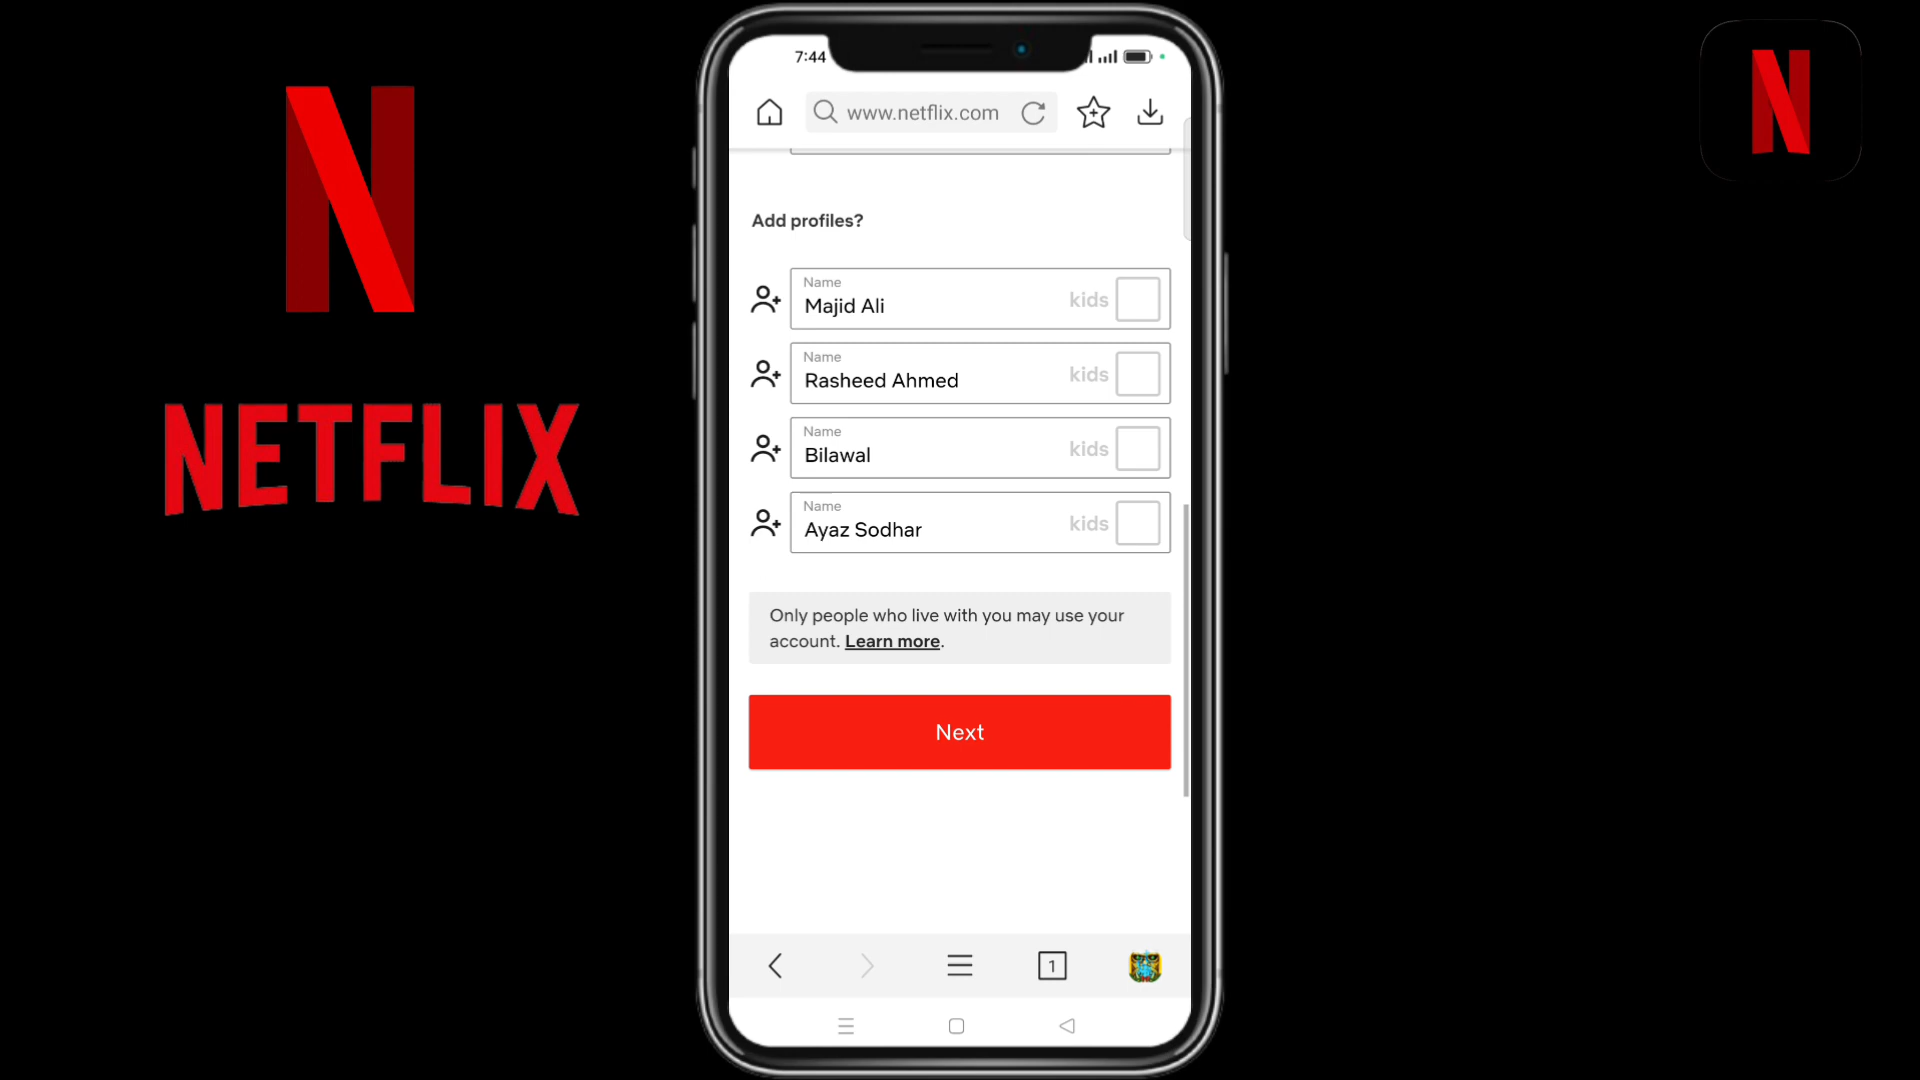 N
NETFLIX
N
7:44
www.netflix.com
Add profiles?
Name
Majid Ali
kids
Name
Rasheed Ahmed
kids
Name
Bilawal
kids
Name
Ayaz Sodhar
kids
Only people who live with you may use your
account. Learn more.
Next
1